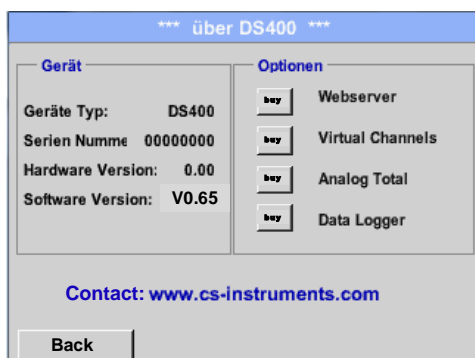 *** über DS400 ***
Gerät
Geräte Typ: DS400
Serien Numme 00000000
Hardware Version: 0.00
Software Version: V0.65
Optionen
buy Webserver
buy Virtual Channels
buy Analog Total
buy Data Logger
Contact: www.cs-instruments.com
Back